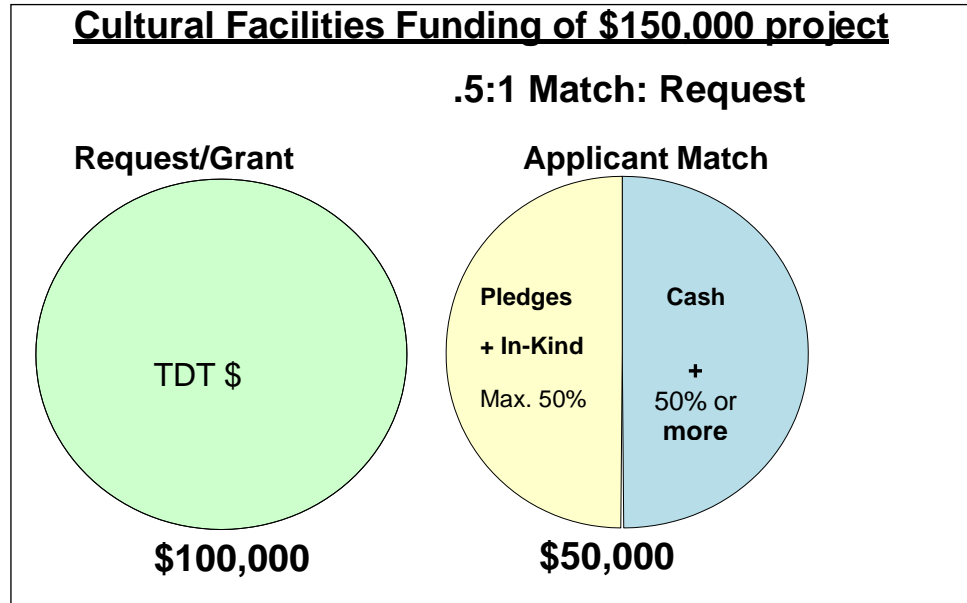 Cultural Facilities Funding of $150,000 project
.5:1 Match: Request
Request/Grant
Applicant Match
TDT $
Pledges
+ In-Kind
Max. 50%
Cash
+
50% or
more
$100,000
$50,000